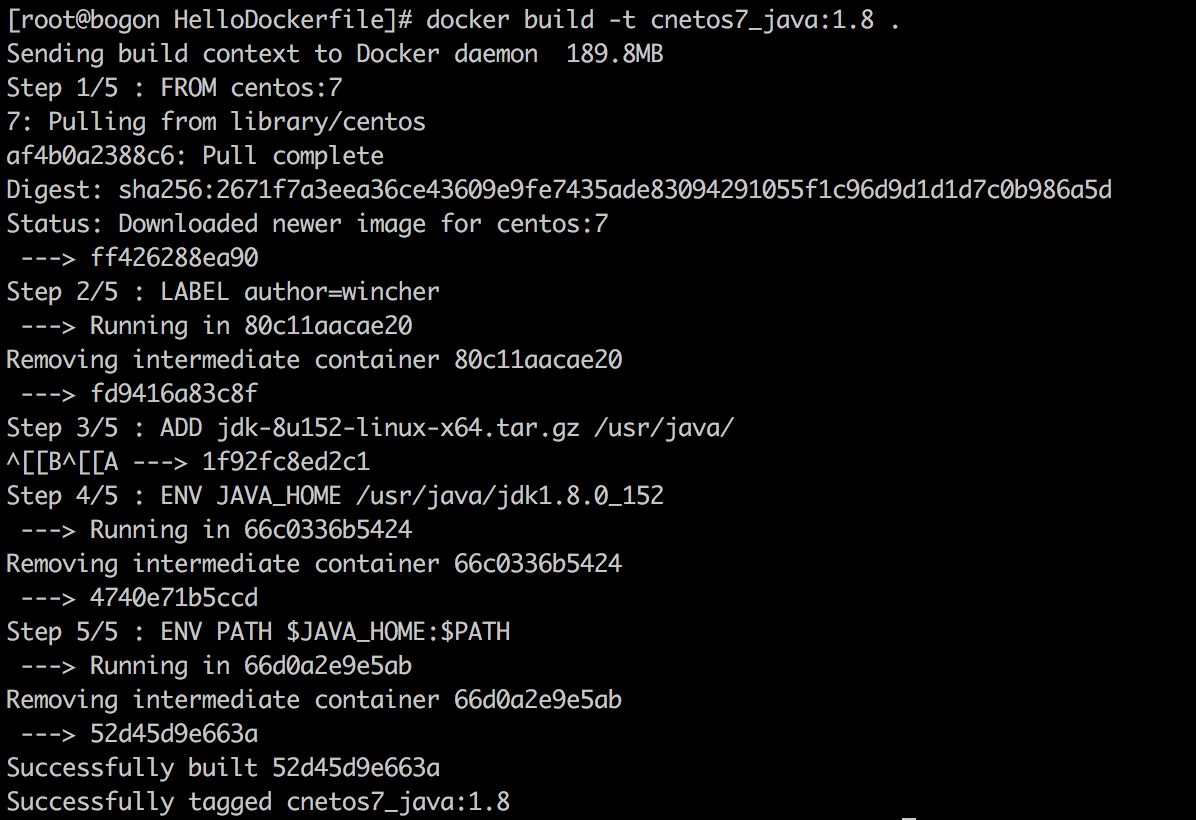 [root@bogon HelloDockerfile]# docker build -t cnetos7_java:1.8 .
Sending build context to Docker daemon  189.8MB
Step 1/5 : FROM centos:7
7: Pulling from library/centos
af4b0a2388c6: Pull complete
Digest: sha256:2671f7a3eea36ce43609e9fe7435ade83094291055f1c96d9d1d1d7c0b986a5d
Status: Downloaded newer image for centos:7
 ---> ff426288ea90
Step 2/5 : LABEL author=wincher
 ---> Running in 80c11aacae20
Removing intermediate container 80c11aacae20
 ---> fd9416a83c8f
Step 3/5 : ADD jdk-8u152-linux-x64.tar.gz /usr/java/
^[[B^[[A ---> 1f92fc8ed2c1
Step 4/5 : ENV JAVA_HOME /usr/java/jdk1.8.0_152
 ---> Running in 66c0336b5424
Removing intermediate container 66c0336b5424
 ---> 4740e71b5ccd
Step 5/5 : ENV PATH $JAVA_HOME:$PATH
 ---> Running in 66d0a2e9e5ab
Removing intermediate container 66d0a2e9e5ab
 ---> 52d45d9e663a
Successfully built 52d45d9e663a
Successfully tagged cnetos7_java:1.8